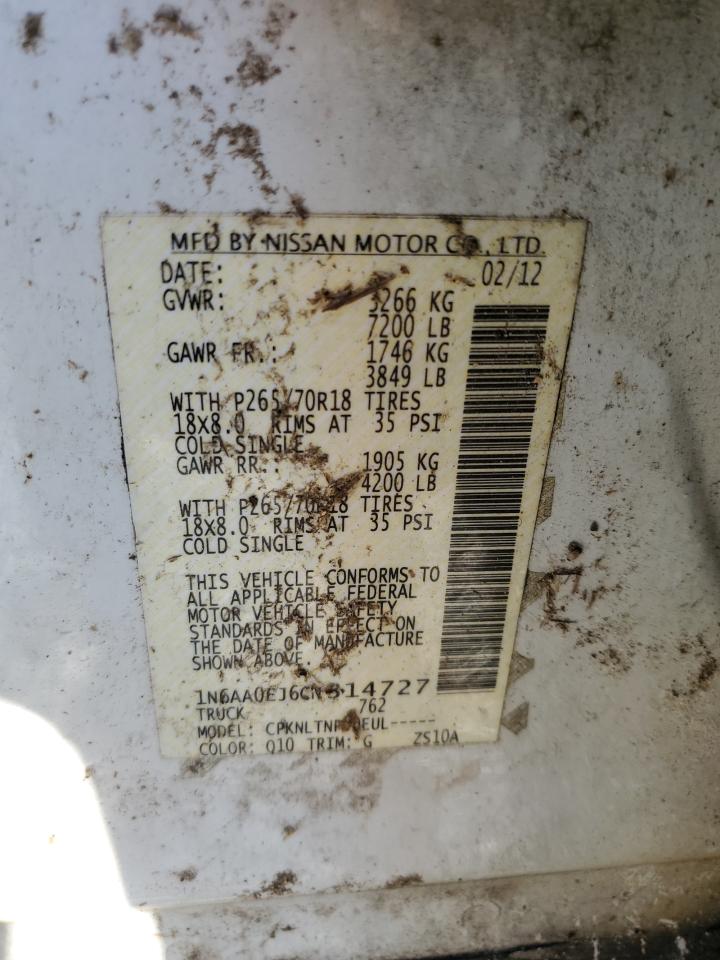 MFD BY NISSAN MOTOR CO., LTD.
DATE: 02/12
GVWR: 3266 KG
7200 LB
GAWR FR.: 1746 KG
3849 LB
WITH P265/70R18 TIRES
18X8.0 RIMS AT 35 PSI
COLD SINGLE
GAWR RR.: 1905 KG
4200 LB
WITH P265/70R18 TIRES
18X8.0 RIMS AT 35 PSI
COLD SINGLE
THIS VEHICLE CONFORMS TO
ALL APPLICABLE FEDERAL
MOTOR VEHICLE SAFETY
STANDARDS IN EFFECT ON
THE DATE OF MANUFACTURE
SHOWN ABOVE.
TRUCK 762
MODEL:
COLOR: Q10 TRIM: G ZS10A